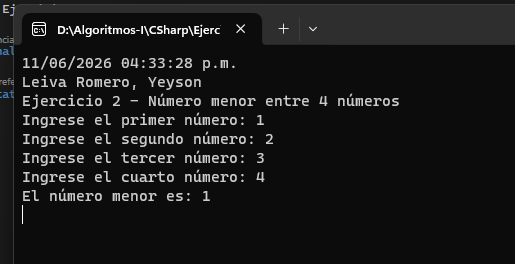 Ej
D:\Algoritmos-I\CSharp\Ejerc
11/06/2026 04:33:28 p.m.
Leiva Romero, Yeyson
Ejercicio 2 - Número menor entre 4 números
Ingrese el primer número: 1
Ingrese el segundo número: 2
Ingrese el tercer número: 3
Ingrese el cuarto número: 4
El número menor es: 1